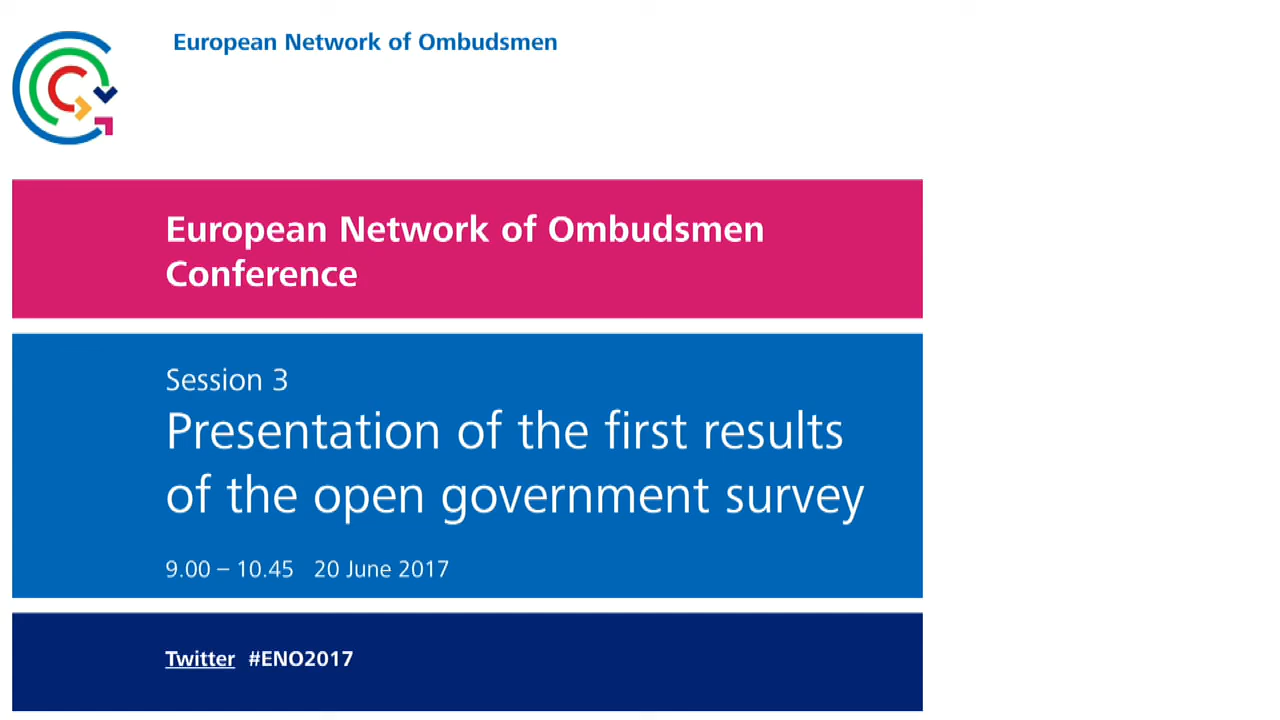 European Network of Ombudsmen
European Network of Ombudsmen
Conference
Session 3
Presentation of the first results
of the open government survey
9.00 – 10.45 20 June 2017
Twitter #ENO2017